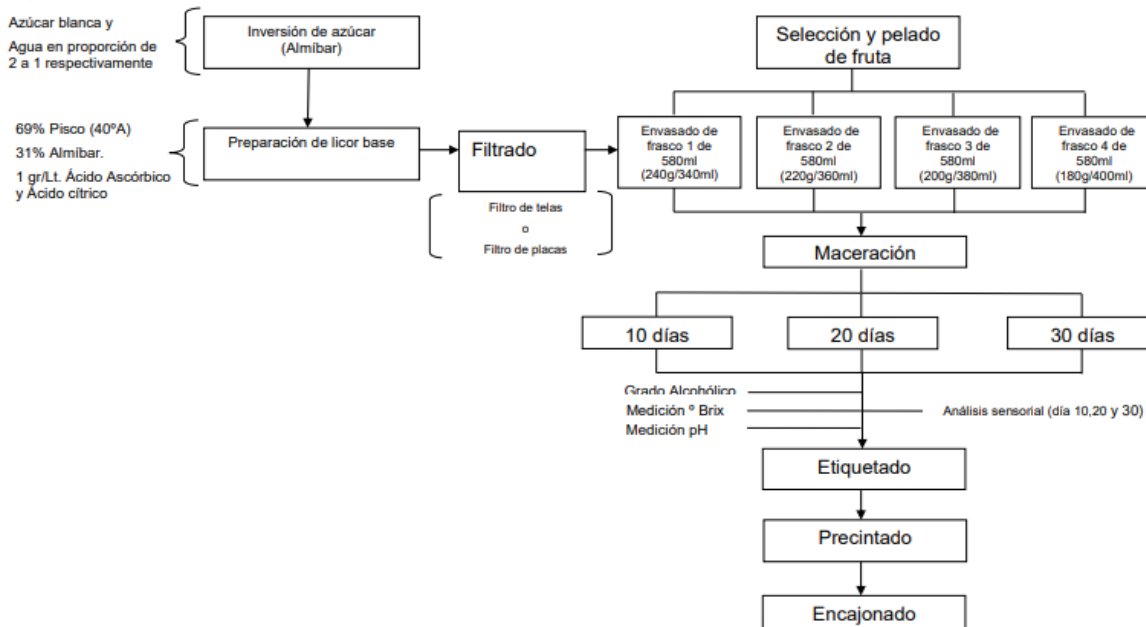 Azúcar blanca y
Agua en proporción de
2 a 1 respectivamente
Inversión de azúcar
(Almíbar)
Selección y pelado
de fruta
69% Pisco (40ºA)
31% Almíbar.
1 gr/Lt. Ácido Ascórbico
y Ácido cítrico
Preparación de licor base
Filtrado
Filtro de telas
o
Filtro de placas
Envasado de
frasco 1 de
580ml
(240g/340ml)
Envasado de
frasco 2 de
580ml
(220g/360ml)
Envasado de
frasco 3 de
580ml
(200g/380ml)
Envasado de
frasco 4 de
580ml
(180g/400ml)
Maceración
10 días
20 días
30 días
Grado Alcohólico
Medición º Brix
Medición pH
Análisis sensorial (día 10,20 y 30)
Etiquetado
Precintado
Encajonado